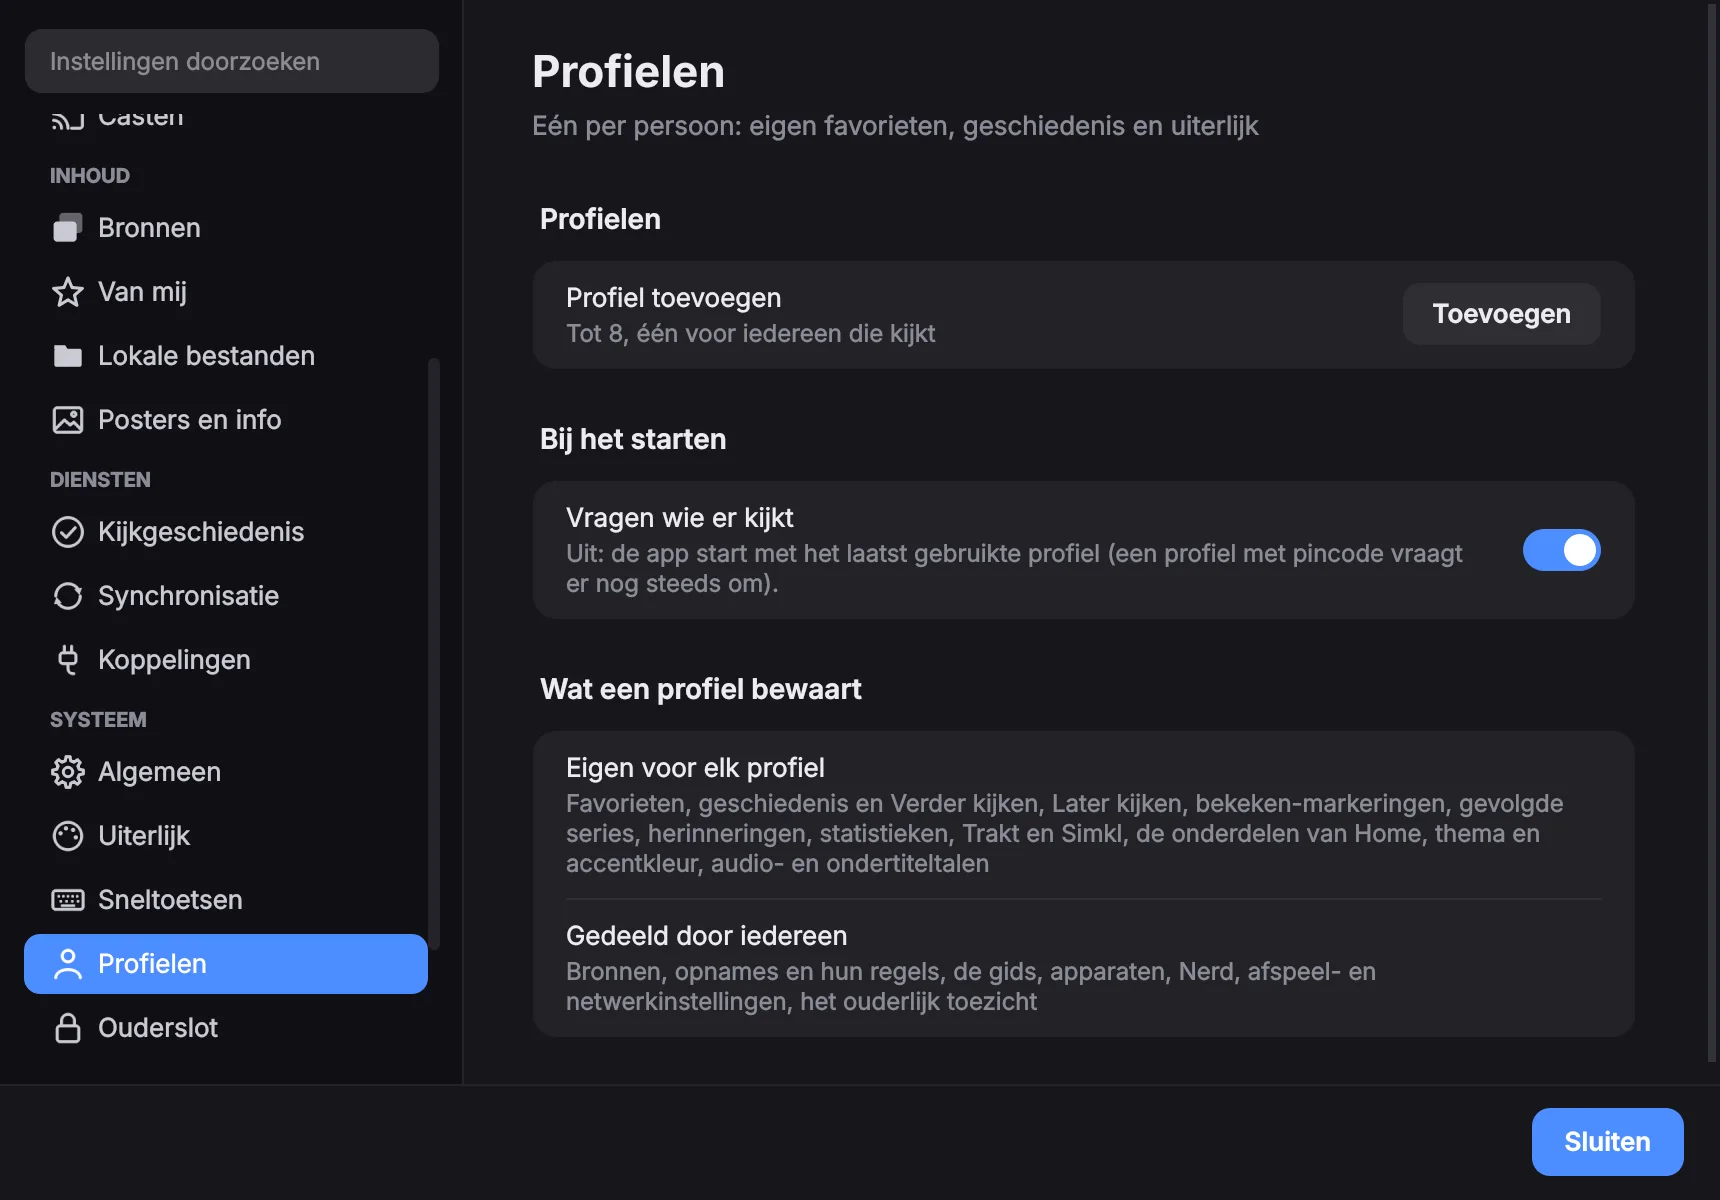 Instellingen doorzoeken
Casten
INHOUD
Bronnen
Van mij
Lokale bestanden
Posters en info
DIENSTEN
Kijkgeschiedenis
Synchronisatie
Koppelingen
SYSTEEM
Algemeen
Uiterlijk
Sneltoetsen
Profielen
Ouderslot
Profielen
Eén per persoon: eigen favorieten, geschiedenis en uiterlijk
Profielen
Profiel toevoegen
Tot 8, één voor iedereen die kijkt
Toevoegen
Bij het starten
Vragen wie er kijkt
Uit: de app start met het laatst gebruikte profiel (een profiel met pincode vraagt
er nog steeds om).
Wat een profiel bewaart
Eigen voor elk profiel
Favorieten, geschiedenis en Verder kijken, Later kijken, bekeken-markeringen, gevolgde
series, herinneringen, statistieken, Trakt en Simkl, de onderdelen van Home, thema en
accentkleur, audio- en ondertiteltalen
Gedeeld door iedereen
Bronnen, opnames en hun regels, de gids, apparaten, Nerd, afspeel- en
netwerkinstellingen, het ouderlijk toezicht
Sluiten